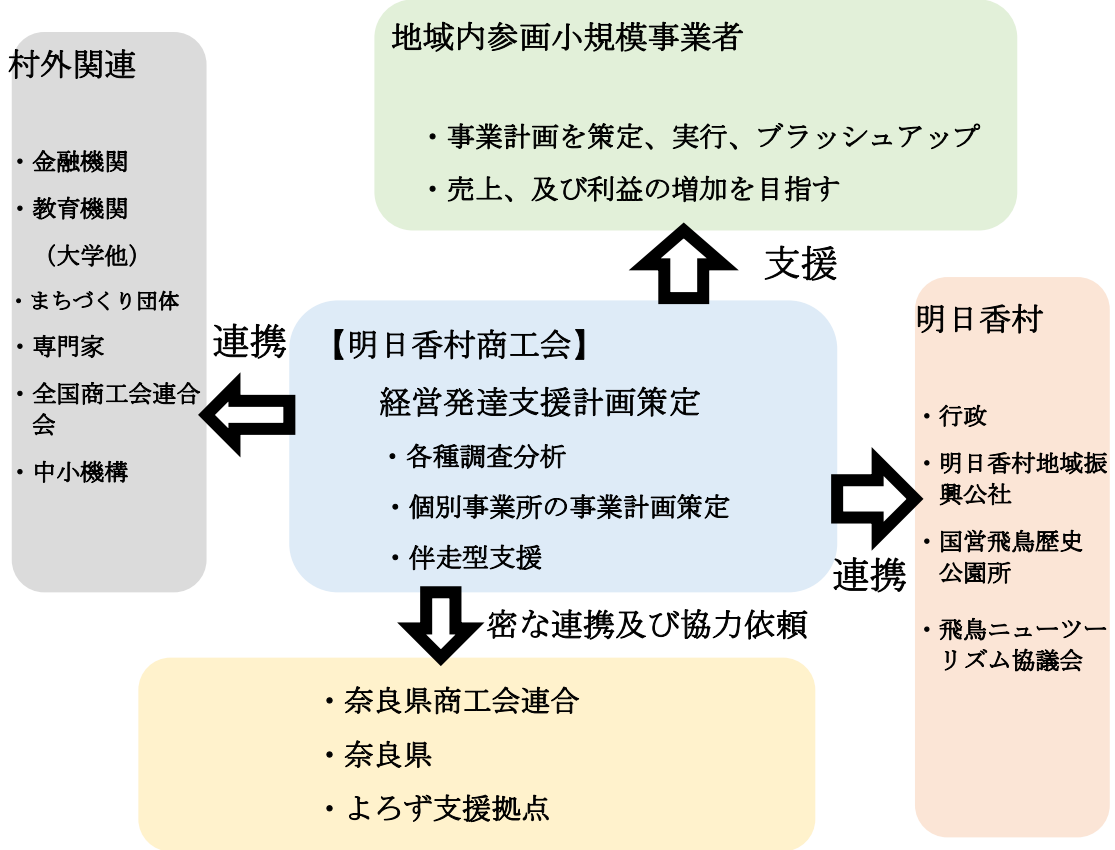 地域内参画小規模事業者
・事業計画を策定、実行、ブラッシュアップ
・売上、及び利益の増加を目指す
村外関連
・金融機関
・教育機関
（大学他）
・まちづくり団体
・専門家
・全国商工会連合
会
・中小機構
支援
連携
【明日香村商工会】
経営発達支援計画策定
・各種調査分析
・個別事業所の事業計画策定
・伴走型支援
連携
明日香村
・行政
・明日香村地域振
興公社
・国営飛鳥歴史
公園所
・飛鳥ニューツー
リズム協議会
密な連携及び協力依頼
・奈良県商工会連合
・奈良県
・よろず支援拠点